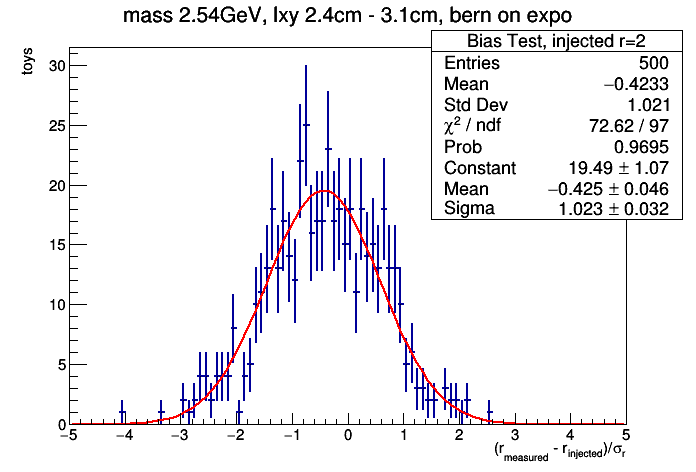 mass 2.54GeV, lxy 2.4cm - 3.1cm, bern on expo
Bias Test, injected r=2
Entries 500
Mean −0.4233
Std Dev 1.021
χ² / ndf 72.62 / 97
Prob 0.9695
Constant 19.49 ± 1.07
Mean −0.425 ± 0.046
Sigma 1.023 ± 0.032
toys
30
25
20
15
10
5
0
−5 −4 −3 −2 −1 0 1 2 3 4 5
(r_measured - r_injected)/σ_r